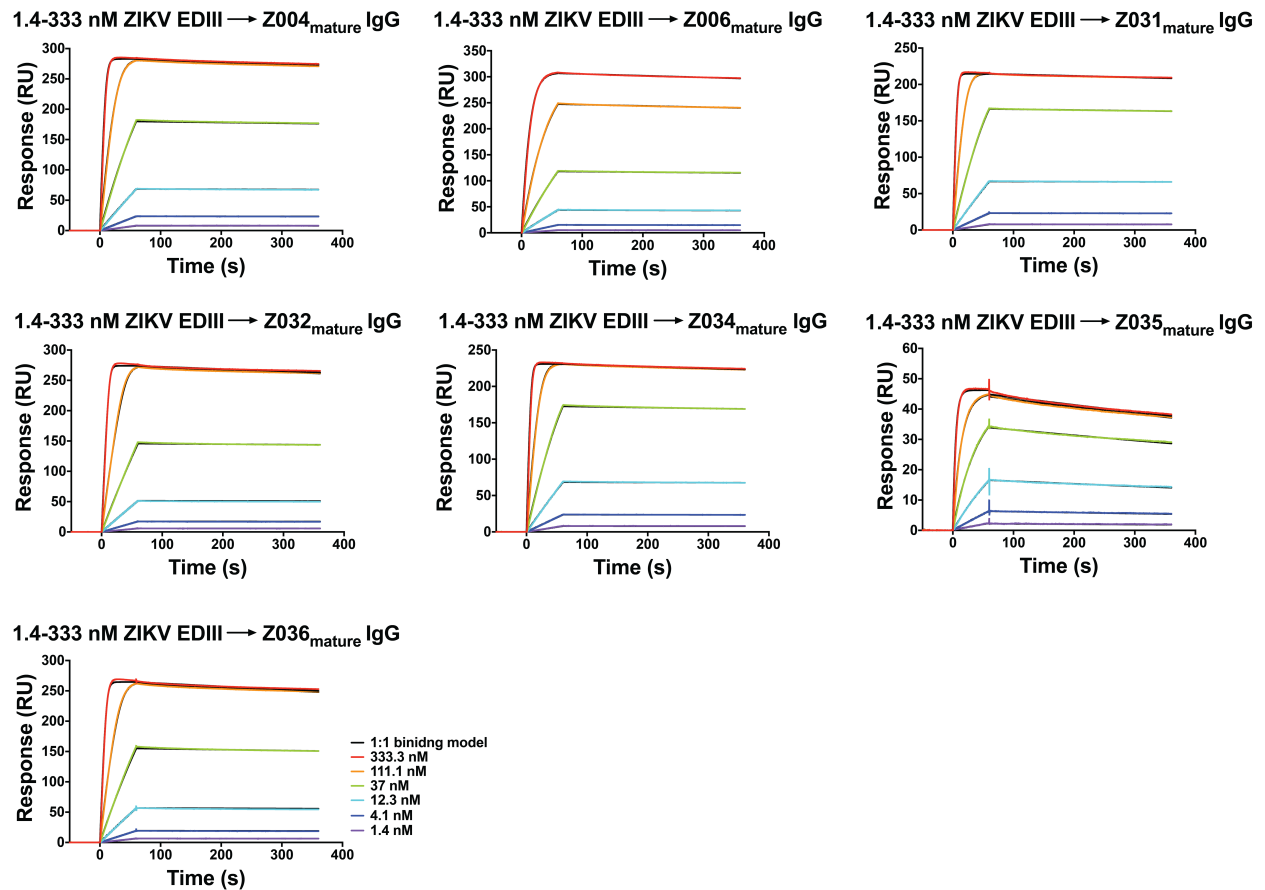 1.4-333 nM ZIKV EDIII → Z004mature IgG
300
250
200
150
100
50
0
Response (RU)
0 100 200 300 400
Time (s)
1.4-333 nM ZIKV EDIII → Z006mature IgG
350
300
250
200
150
100
50
0
Response (RU)
0 100 200 300 400
Time (s)
1.4-333 nM ZIKV EDIII → Z031mature IgG
250
200
150
100
50
0
Response (RU)
0 100 200 300 400
Time (s)
1.4-333 nM ZIKV EDIII → Z032mature IgG
300
250
200
150
100
50
0
Response (RU)
0 100 200 300 400
Time (s)
1.4-333 nM ZIKV EDIII → Z034mature IgG
250
200
150
100
50
0
Response (RU)
0 100 200 300 400
Time (s)
1.4-333 nM ZIKV EDIII → Z035mature IgG
60
50
40
30
20
10
0
Response (RU)
0 100 200 300 400
Time (s)
1.4-333 nM ZIKV EDIII → Z036mature IgG
300
250
200
150
100
50
0
Response (RU)
0 100 200 300 400
Time (s)
1:1 binidng model
333.3 nM
111.1 nM
37 nM
12.3 nM
4.1 nM
1.4 nM